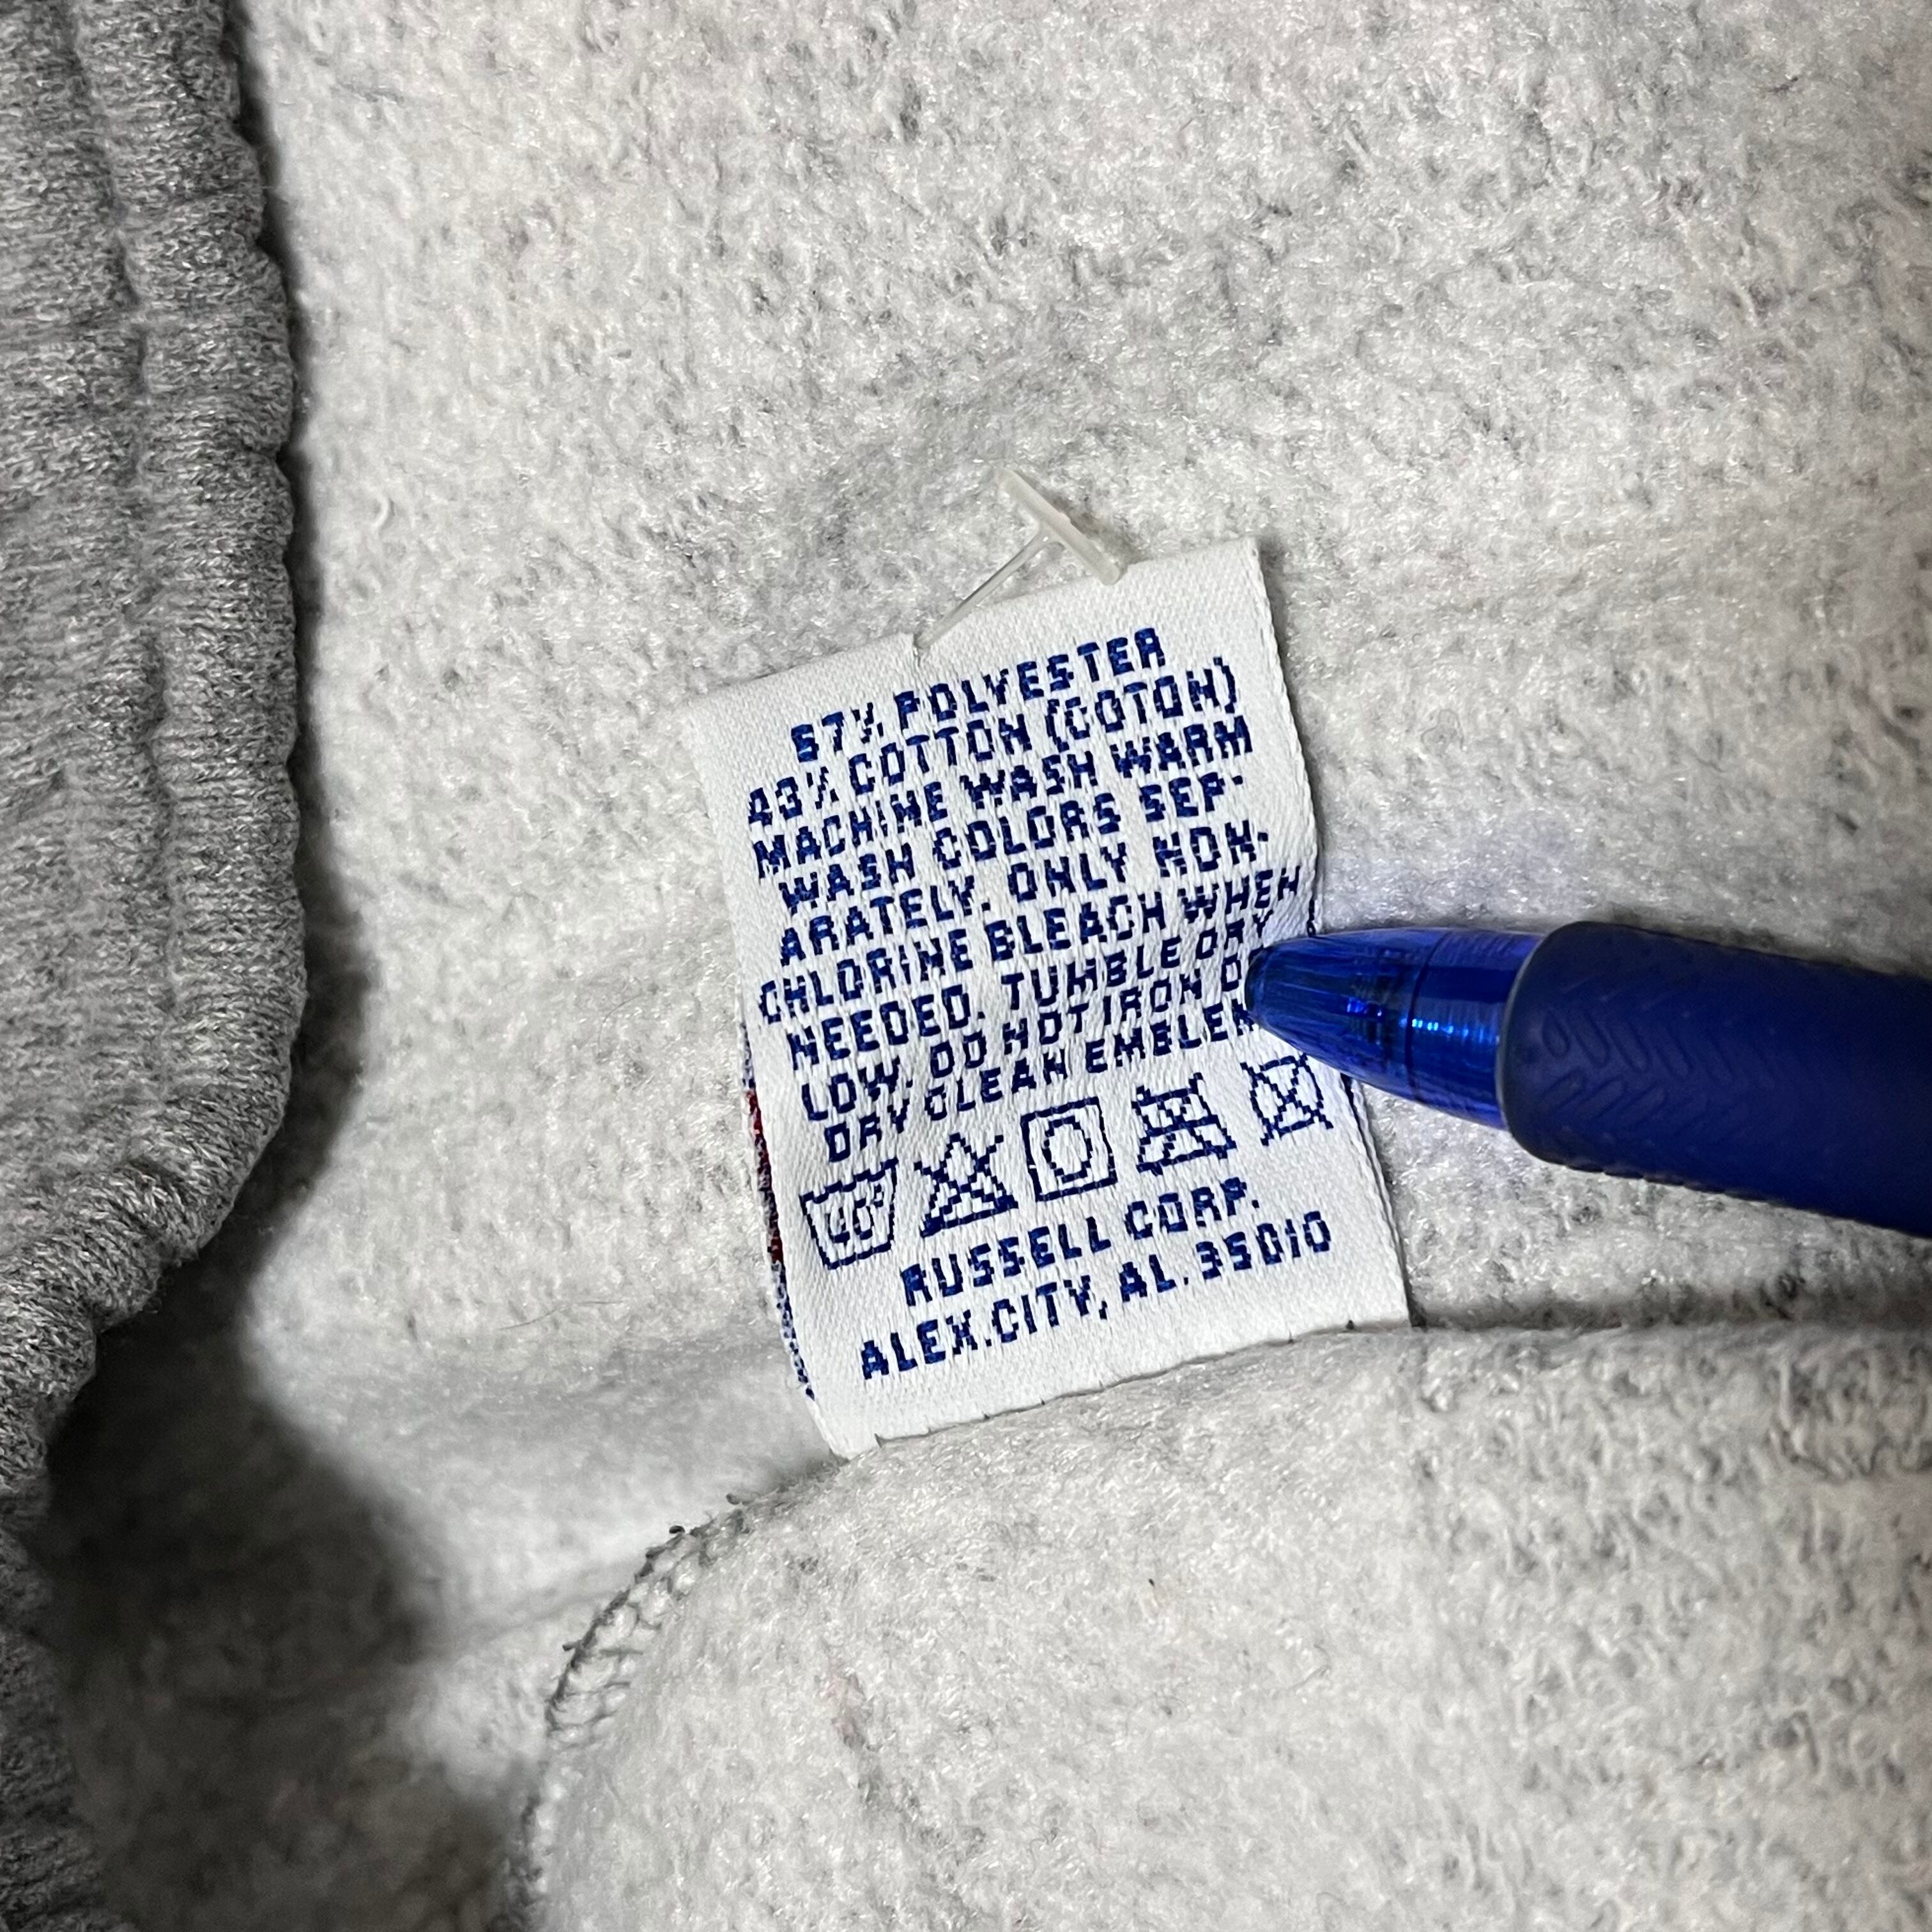 57% POLYESTER
43% COTTON (COTON)
MACHINE WASH WARM
WASH COLORS SEP-
ARATELY. ONLY NON-
CHLORINE BLEACH WHEN
NEEDED. TUMBLE DRY
LOW. DO NOT IRON
DRY CLEAN EMBLEM
40°
RUSSELL CORP.
ALEX.CITY, AL. 35010